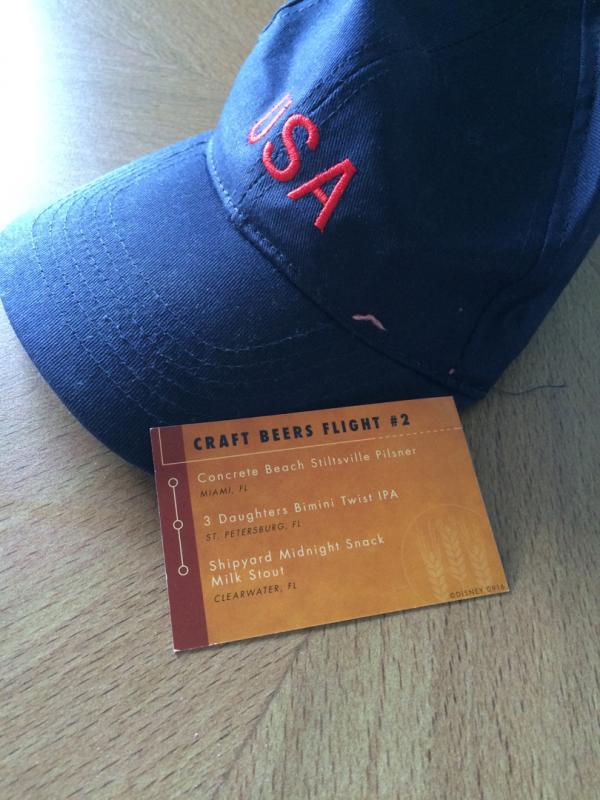 USA
CRAFT BEERS FLIGHT #2
Concrete Beach Stiltsville Pilsner
MIAMI, FL
3 Daughters Bimini Twist IPA
ST. PETERSBURG, FL
Shipyard Midnight Snack
Milk Stout
CLEARWATER, FL
©DISNEY 0916